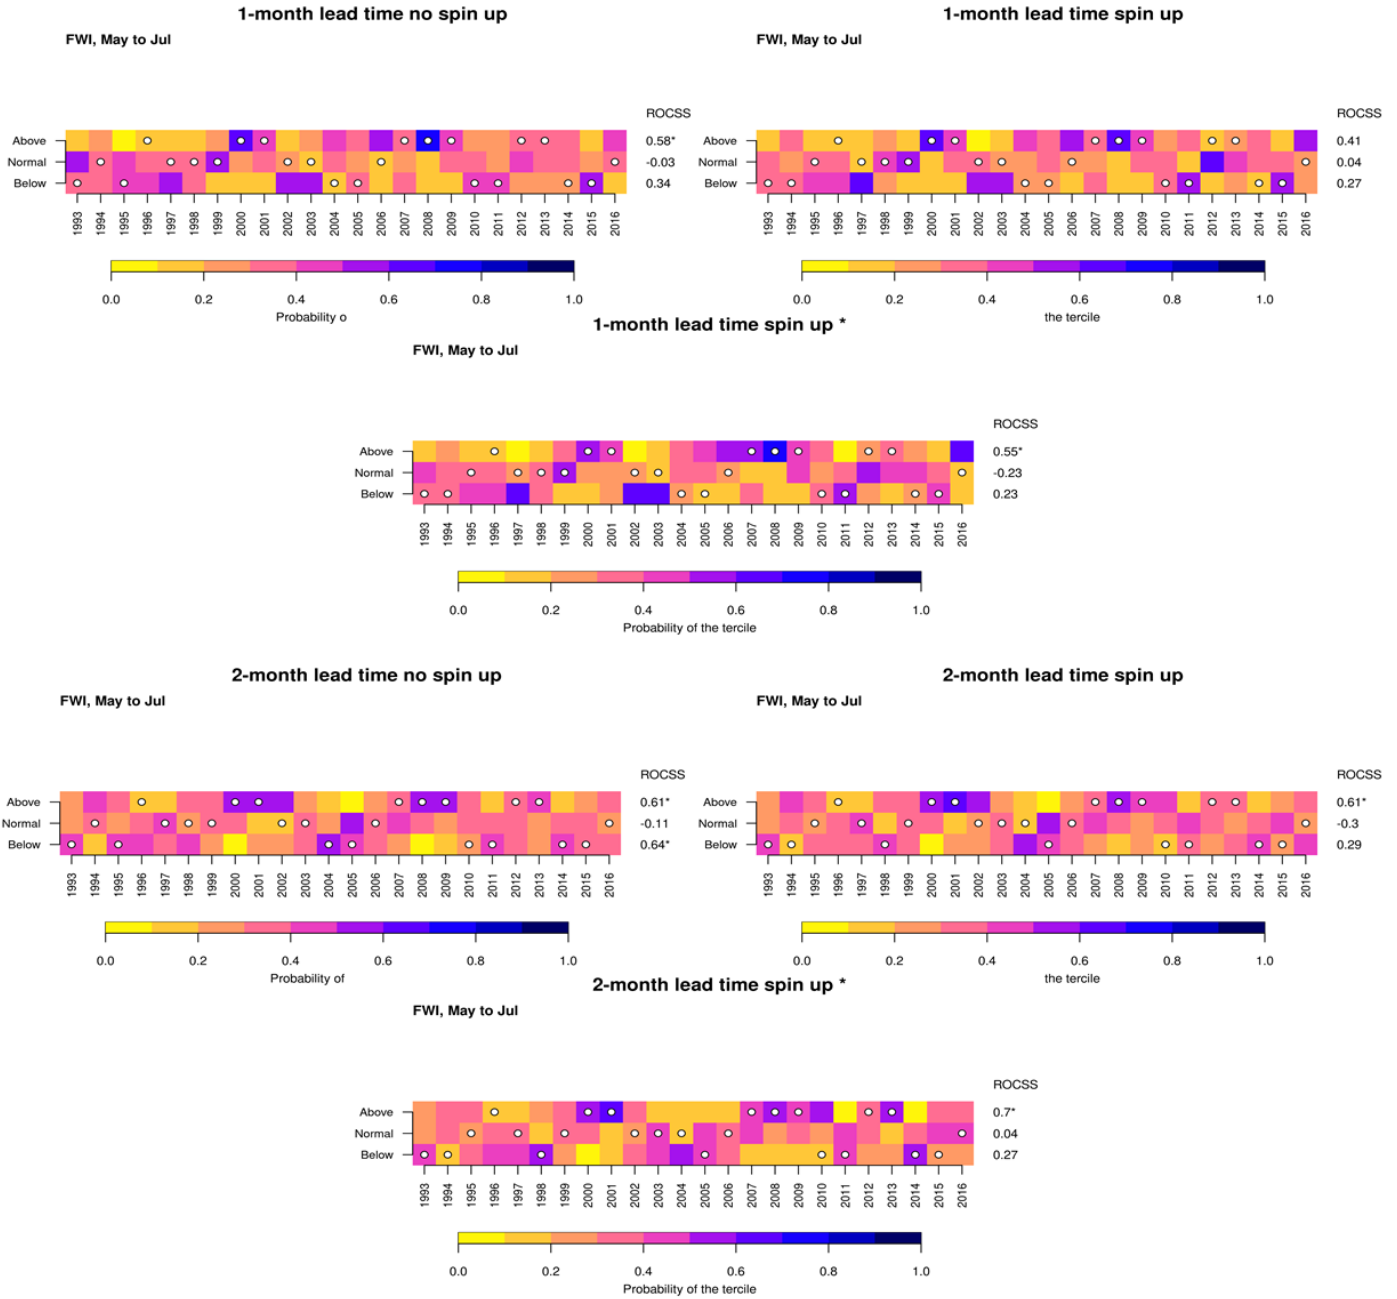 1-month lead time no spin up
FWI, May to Jul
ROCSS
Above 0.58*
Normal -0.03
Below 0.34
1993 1994 1995 1996 1997 1998 1999 2000 2001 2002 2003 2004 2005 2006 2007 2008 2009 2010 2011 2012 2013 2014 2015 2016
0.0 0.2 0.4 0.6 0.8 1.0
Probability o
1-month lead time spin up
FWI, May to Jul
ROCSS
Above 0.41
Normal 0.04
Below 0.27
1993 1994 1995 1996 1997 1998 1999 2000 2001 2002 2003 2004 2005 2006 2007 2008 2009 2010 2011 2012 2013 2014 2015 2016
0.0 0.2 0.4 0.6 0.8 1.0
the tercile
1-month lead time spin up *
FWI, May to Jul
ROCSS
Above 0.55*
Normal -0.23
Below 0.23
1993 1994 1995 1996 1997 1998 1999 2000 2001 2002 2003 2004 2005 2006 2007 2008 2009 2010 2011 2012 2013 2014 2015 2016
0.0 0.2 0.4 0.6 0.8 1.0
Probability of the tercile
2-month lead time no spin up
FWI, May to Jul
ROCSS
Above 0.61*
Normal -0.11
Below 0.64*
1993 1994 1995 1996 1997 1998 1999 2000 2001 2002 2003 2004 2005 2006 2007 2008 2009 2010 2011 2012 2013 2014 2015 2016
0.0 0.2 0.4 0.6 0.8 1.0
Probability of
2-month lead time spin up
FWI, May to Jul
ROCSS
Above 0.61*
Normal -0.3
Below 0.29
1993 1994 1995 1996 1997 1998 1999 2000 2001 2002 2003 2004 2005 2006 2007 2008 2009 2010 2011 2012 2013 2014 2015 2016
0.0 0.2 0.4 0.6 0.8 1.0
the tercile
2-month lead time spin up *
FWI, May to Jul
ROCSS
Above 0.7*
Normal 0.04
Below 0.27
1993 1994 1995 1996 1997 1998 1999 2000 2001 2002 2003 2004 2005 2006 2007 2008 2009 2010 2011 2012 2013 2014 2015 2016
0.0 0.2 0.4 0.6 0.8 1.0
Probability of the tercile